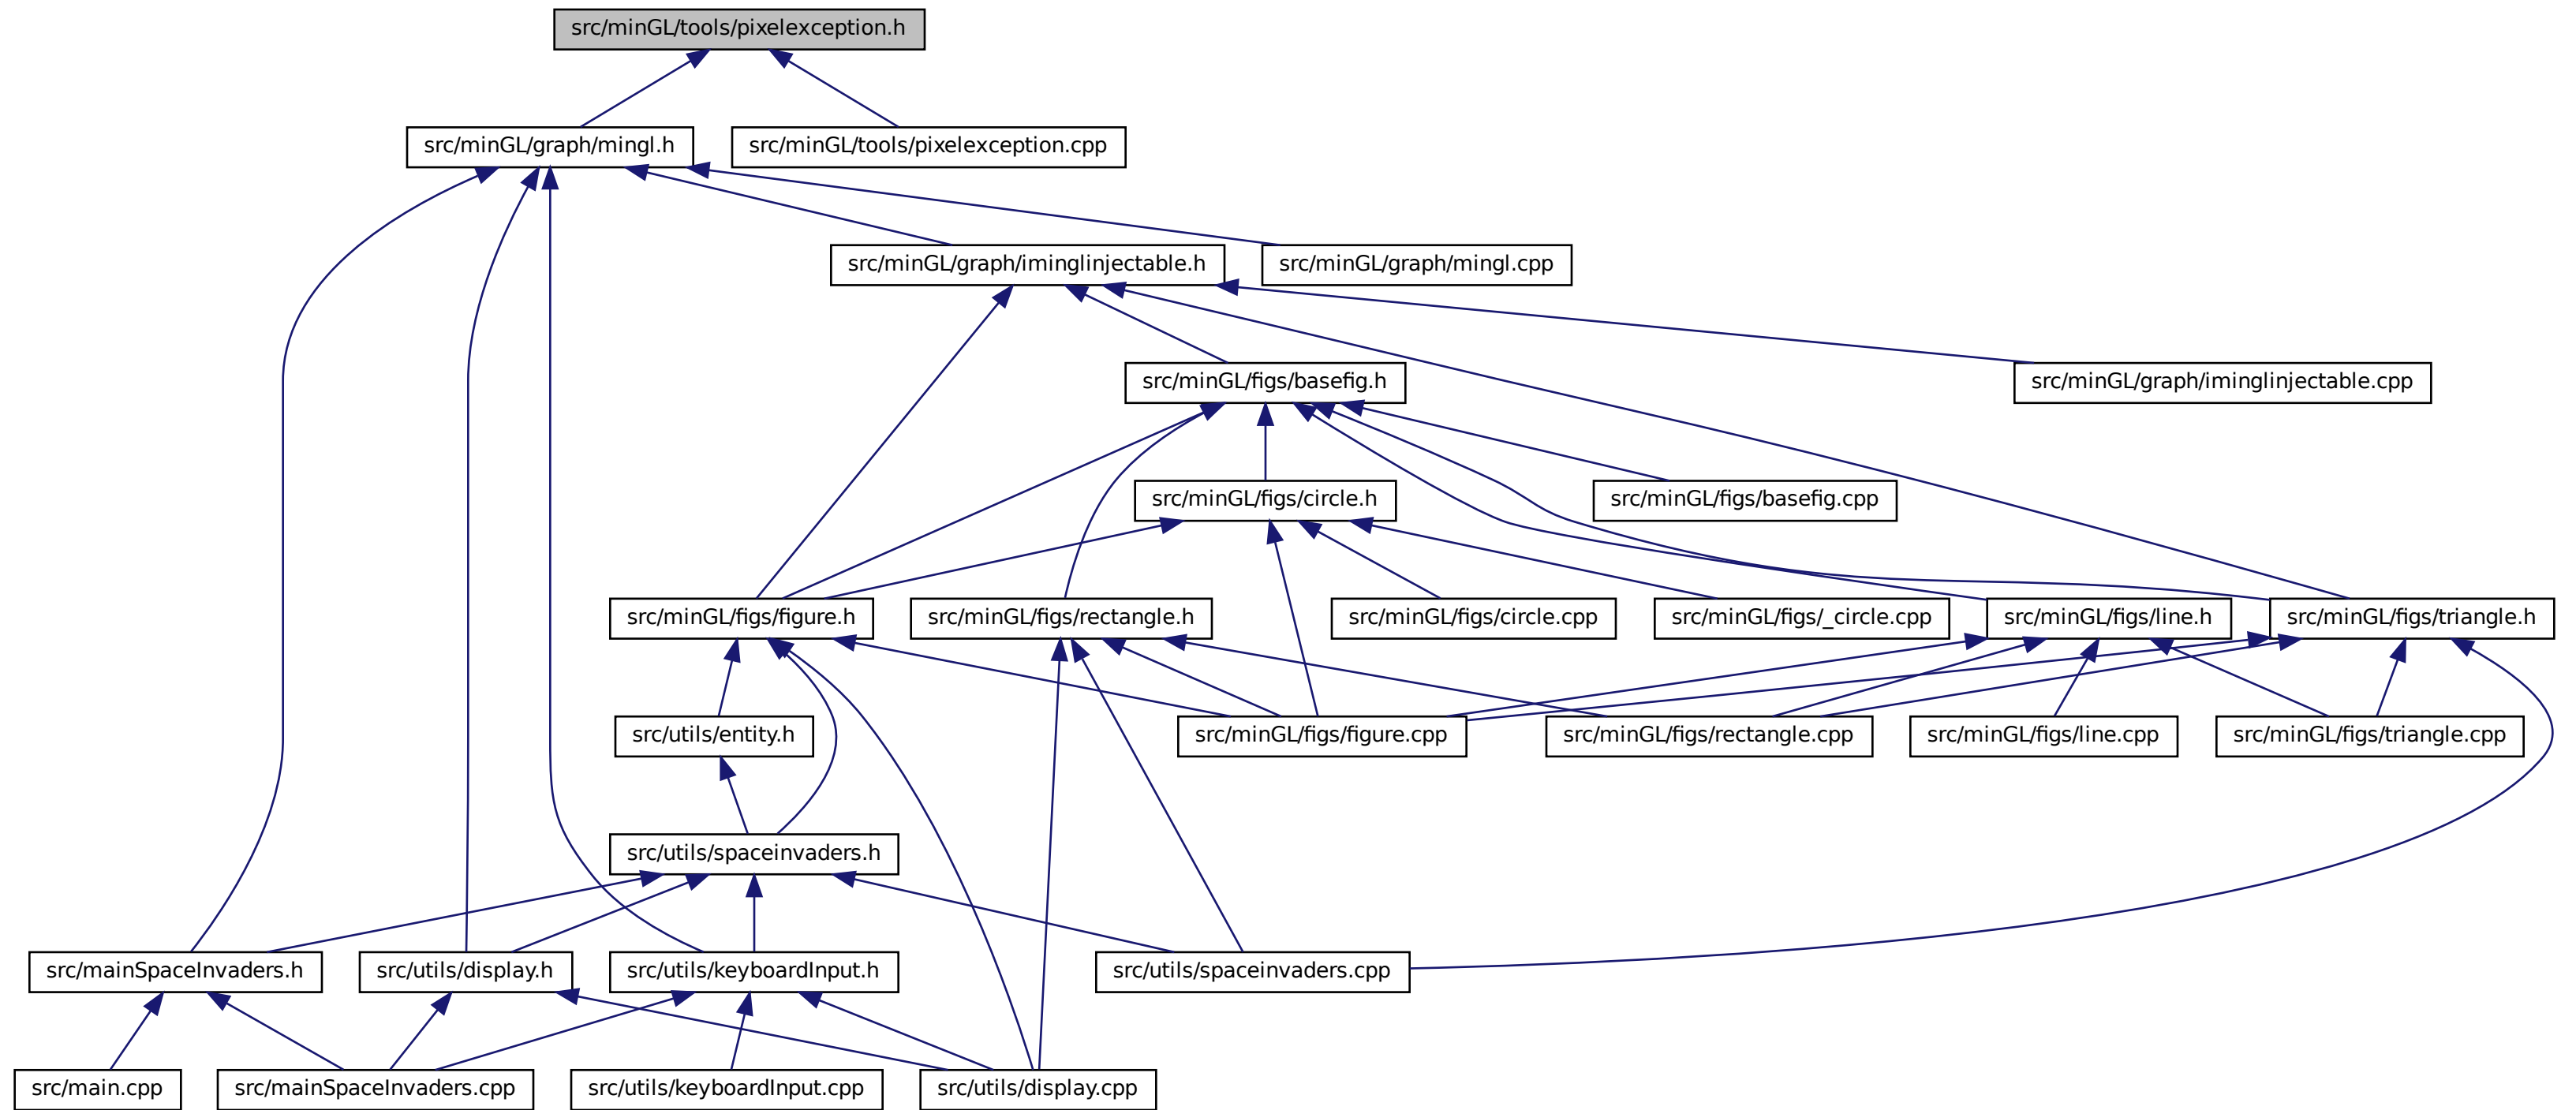 src/minGL/tools/pixelexception.h
src/minGL/graph/mingl.h
src/minGL/tools/pixelexception.cpp
src/minGL/graph/iminglinjectable.h
src/minGL/graph/mingl.cpp
src/minGL/figs/basefig.h
src/minGL/graph/iminglinjectable.cpp
src/minGL/figs/circle.h
src/minGL/figs/basefig.cpp
src/minGL/figs/figure.h
src/minGL/figs/rectangle.h
src/minGL/figs/circle.cpp
src/minGL/figs/_circle.cpp
src/minGL/figs/line.h
src/minGL/figs/triangle.h
src/utils/entity.h
src/minGL/figs/figure.cpp
src/minGL/figs/rectangle.cpp
src/minGL/figs/line.cpp
src/minGL/figs/triangle.cpp
src/utils/spaceinvaders.h
src/mainSpaceInvaders.h
src/utils/display.h
src/utils/keyboardInput.h
src/utils/spaceinvaders.cpp
src/main.cpp
src/mainSpaceInvaders.cpp
src/utils/keyboardInput.cpp
src/utils/display.cpp